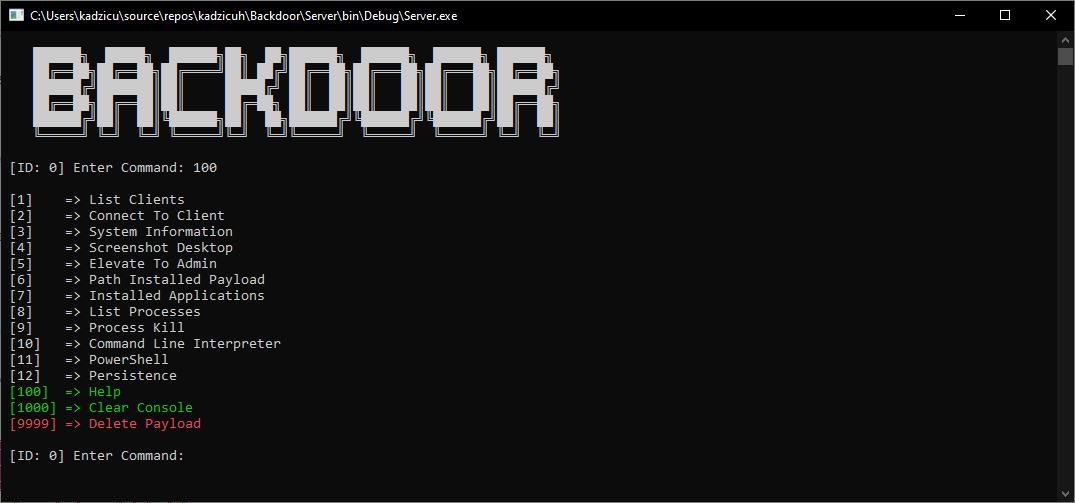 C:\Users\kadzicu\source\repos\kadzicuh\Backdoor\Server\bin\Debug\Server.exe
BACKDOOR
[ID: 0] Enter Command: 100
[1] => List Clients
[2] => Connect To Client
[3] => System Information
[4] => Screenshot Desktop
[5] => Elevate To Admin
[6] => Path Installed Payload
[7] => Installed Applications
[8] => List Processes
[9] => Process Kill
[10] => Command Line Interpreter
[11] => PowerShell
[12] => Persistence
[100] => Help
[1000] => Clear Console
[9999] => Delete Payload
[ID: 0] Enter Command: